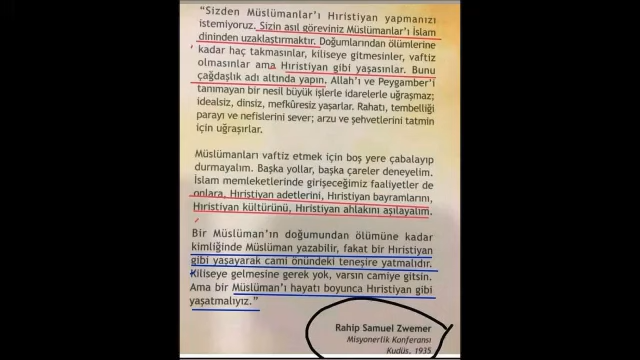 “Sizden Müslümanlar’ı Hıristiyan yapmanızı
istemiyoruz. Sizin asıl göreviniz Müslümanlar’ı İslam
dininden uzaklaştırmaktır. Doğumlarından ölümlerine
kadar haç takmasınlar, kiliseye gitmesinler, vaftiz
olmasınlar ama Hıristiyan gibi yaşasınlar. Bunu
çağdaşlık adı altında yapın. Allah’ı ve Peygamber’i
tanımayan bir nesil büyük işlerle idarelerle uğraşmaz;
idealsiz, dinsiz, mefkûresiz yaşarlar. Rahatı, tembelliği
parayı ve nefislerini sever; arzu ve şehvetlerini tatmin
için uğraşırlar.
Müslümanları vaftiz etmek için boş yere çabalayıp
durmayalım. Başka yollar, başka çareler deneyelim.
İslam memleketlerinde girişeceğimiz faaliyetler de
onlara, Hıristiyan adetlerini, Hıristiyan bayramlarını,
Hıristiyan kültürünü, Hıristiyan ahlakını aşılayalım.
Bir Müslüman’ın doğumundan ölümüne kadar
kimliğinde Müslüman yazabilir, fakat bir Hıristiyan
gibi yaşayarak cami önündeki teneşire yatmalıdır.
Kiliseye gelmesine gerek yok, varsın camiye gitsin.
Ama bir Müslüman’ı hayatı boyunca Hıristiyan gibi
yaşatmalıyız.”
Rahip Samuel Zwemer
Misyonerlik Konferansı
Kudüs, 1935